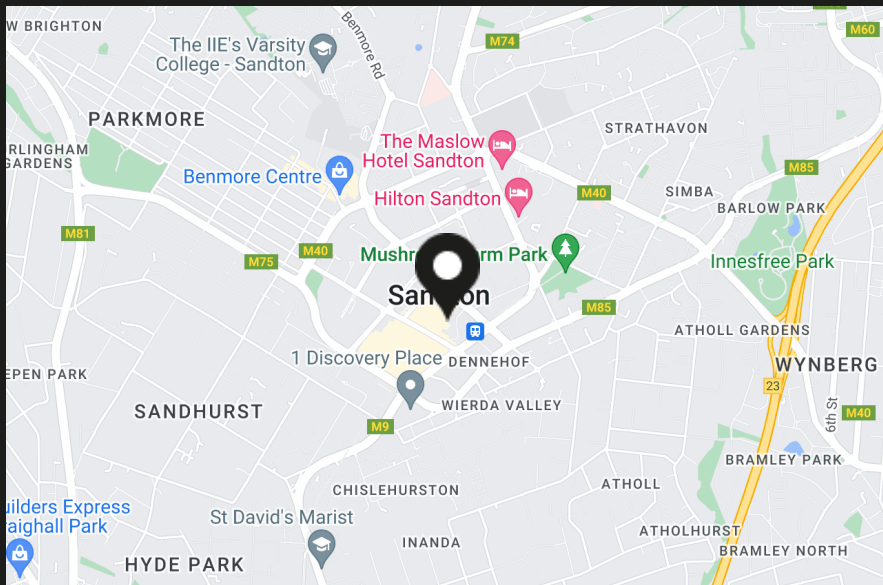 W BRIGHTON
Benmore Rd
M60
The IIE's Varsity
College - Sandton
M74
PARKMORE
STRATHAVON
RLINGHAM
GARDENS
The Maslow
Hotel Sandton
M85
Benmore Centre
Hilton Sandton
M40
SIMBA
BARLOW PARK
M81
M40
M75
Park
Innesfree Park
M85
ATHOLL GARDENS
1 Discovery Place
DENNEHOF
WYNBERG
EPEN PARK
23
SANDHURST
WIERDA VALLEY
6th St
M40
M9
BRAMLEY PARK
CHISLEHURSTON
ATHOLL
uilders Express
raighall Park
St David's Marist
ATHOLHURST
INANDA
BRAMLEY NORTH
HYDE PARK